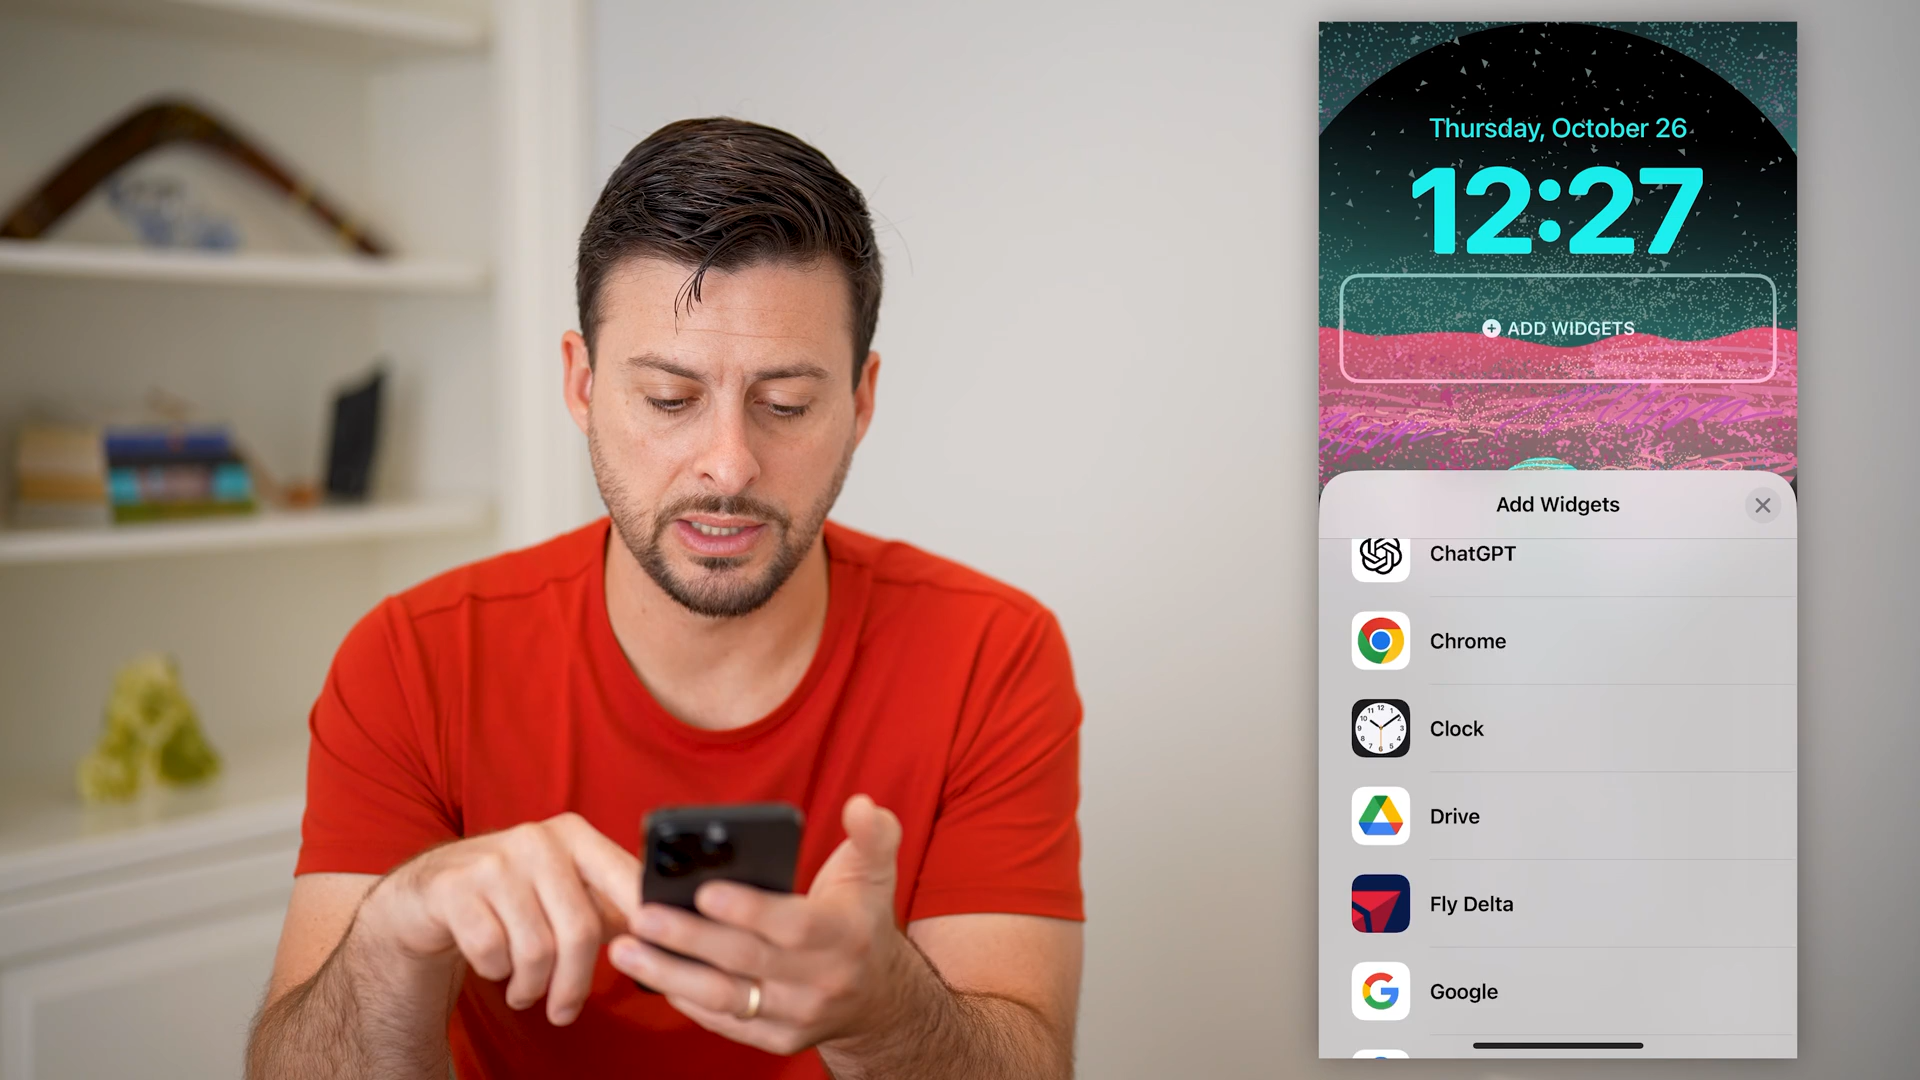 Thursday, October 26
12:27
ADD WIDGETS
Add Widgets
ChatGPT
Chrome
Clock
Drive
Fly Delta
Google